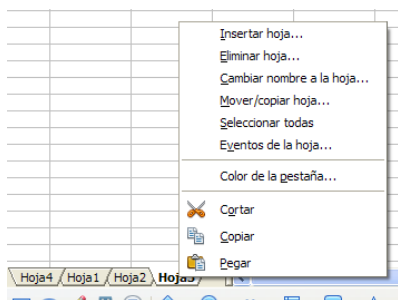 Insertar hoja...
Eliminar hoja...
Cambiar nombre a la hoja...
Mover/copiar hoja...
Seleccionar todas
Eventos de la hoja...
Color de la pestaña...
Cortar
Copiar
Pegar
Hoja4 Hoja1 Hoja2 Hoja3